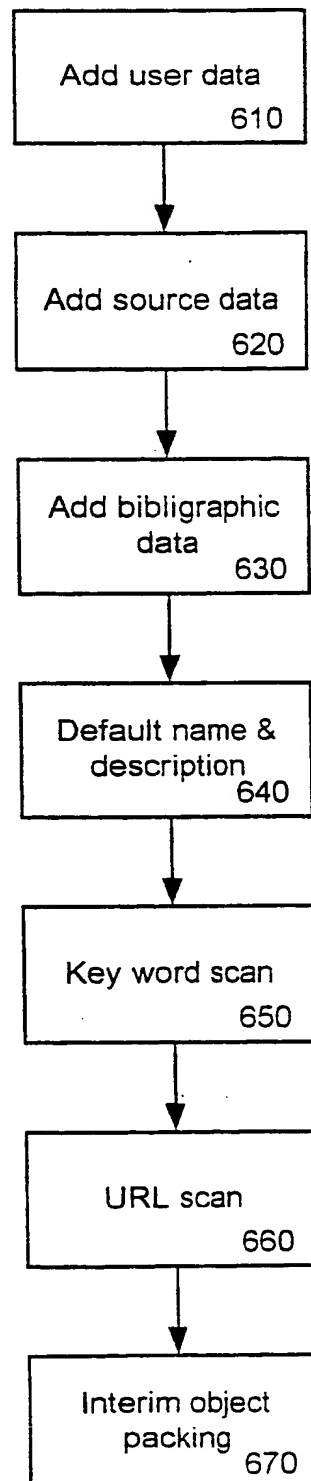 Add user data
610
Add source data
620
Add bibligraphic
data
630
Default name &
description
640
Key word scan
650
URL scan
660
Interim object
packing
670